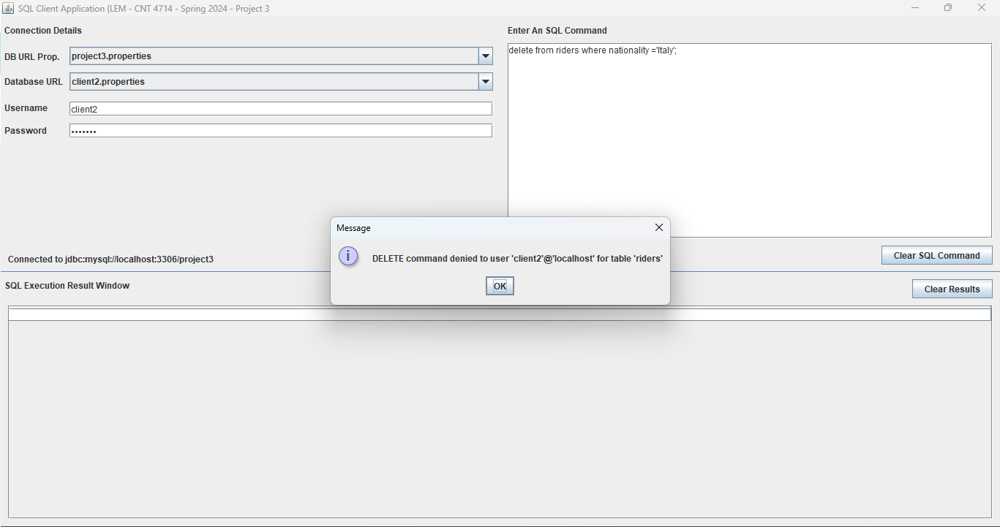 SQL Client Application (LEM - CNT 4714 - Spring 2024 - Project 3
Connection Details
DB URL Prop.
project3.properties
Database URL
client2.properties
Username
client2
Password
•••••••
Connected to jdbc:mysql://localhost:3306/project3
Enter An SQL Command
delete from riders where nationality ='Italy';
Clear SQL Command
Message
DELETE command denied to user 'client2'@'localhost' for table 'riders'
OK
SQL Execution Result Window
Clear Results